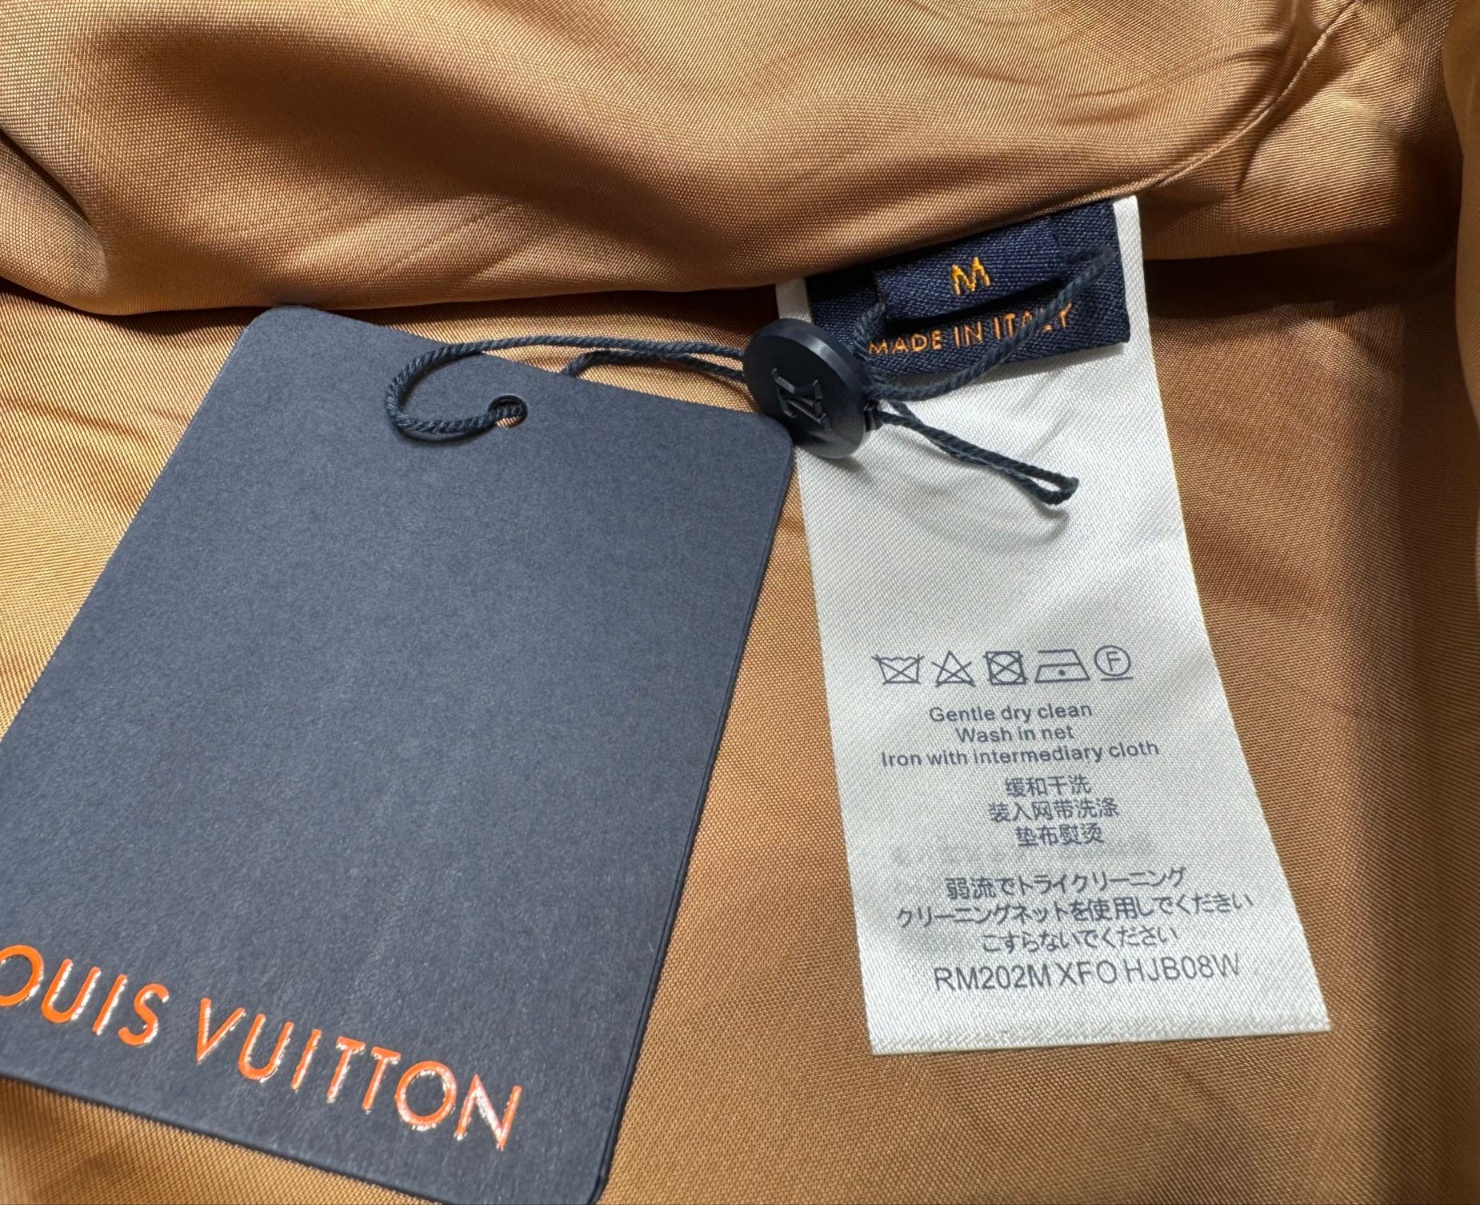 M
MADE IN ITALY
Gentle dry clean
Wash in net
Iron with intermediary cloth
缓和干洗
装入网带洗涤
垫布熨烫
弱流でトライクリーニング
クリーニングネットを使用してください
こすらないでください
RM202M XFO HJB08W
OUIS VUITTON
LV
F